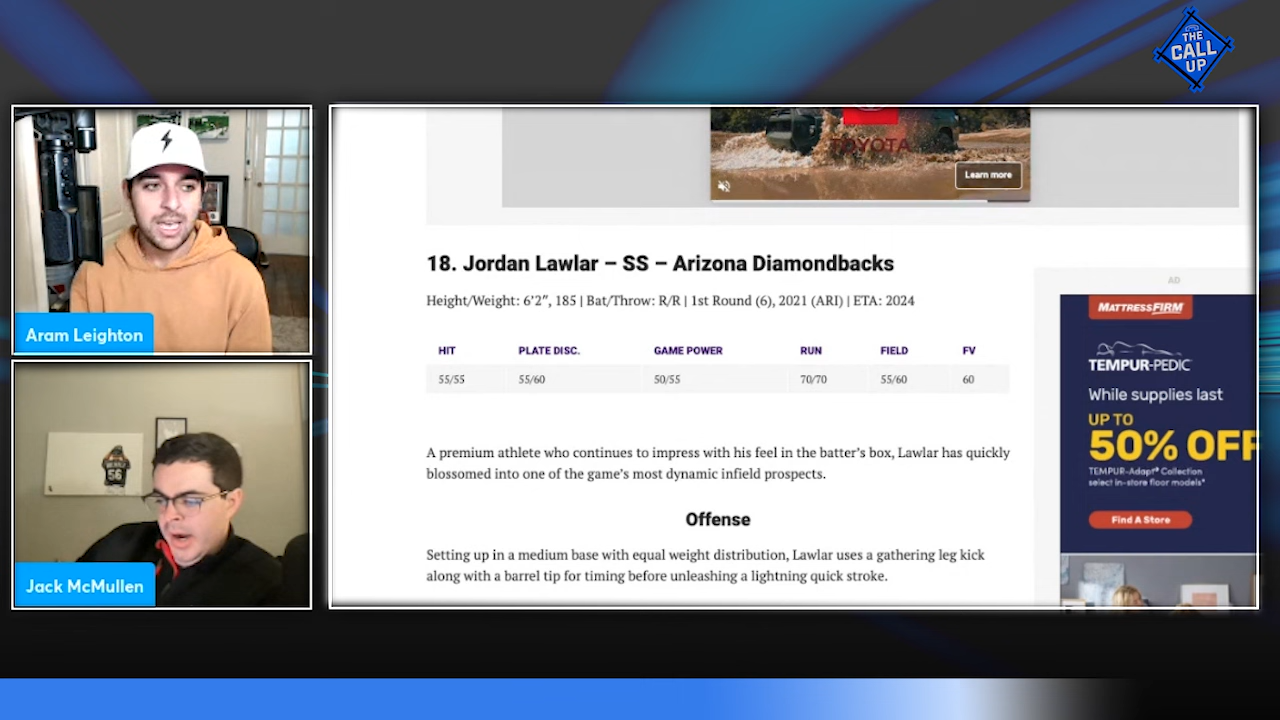 THE
CALL
UP
TOYOTA
Learn more
18. Jordan Lawlar – SS – Arizona Diamondbacks
Height/Weight: 6’2″, 185 | Bat/Throw: R/R | 1st Round (6), 2021 (ARI) | ETA: 2024
HIT PLATE DISC. GAME POWER RUN FIELD FV
55/55 55/60 50/55 70/70 55/60 60
A premium athlete who continues to impress with his feel in the batter’s box, Lawlar has quickly
blossomed into one of the game’s most dynamic infield prospects.
Offense
Setting up in a medium base with equal weight distribution, Lawlar uses a gathering leg kick
along with a barrel tip for timing before unleashing a lightning quick stroke.
AD
MATTRESSFIRM
TEMPUR-PEDIC
While supplies last
UP TO
50% OFF
TEMPUR-Adapt® Collection
select in-store floor models*
Find A Store
Aram Leighton
56
Jack McMullen